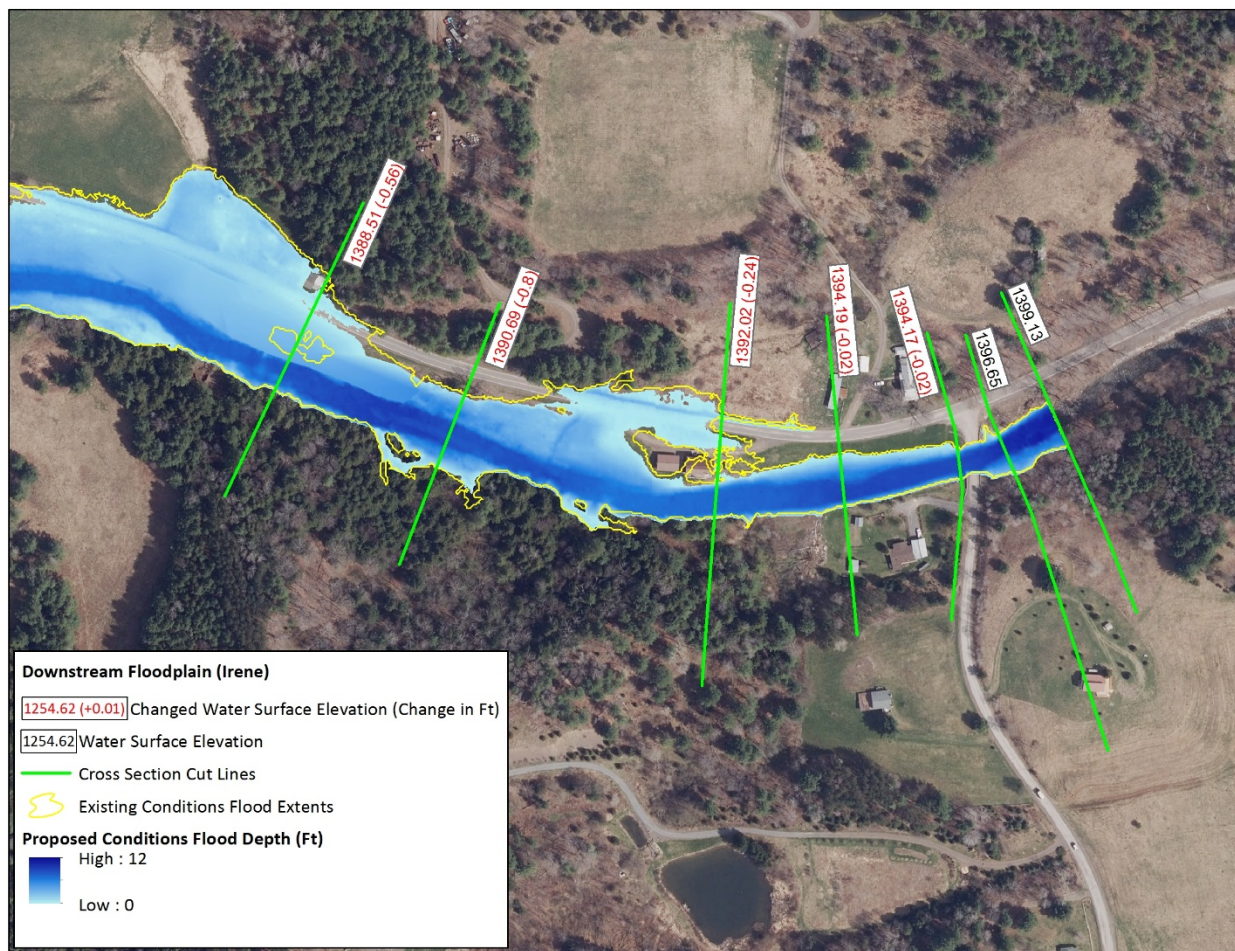 1388.51 (-0.56)
1390.69 (-0.8)
1392.02 (-0.24)
1394.19 (-0.02)
1394.17 (-0.02)
1396.65
1399.13
Downstream Floodplain (Irene)
1254.62 (+0.01) Changed Water Surface Elevation (Change in Ft)
1254.62 Water Surface Elevation
Cross Section Cut Lines
Existing Conditions Flood Extents
Proposed Conditions Flood Depth (Ft)
High : 12
Low : 0